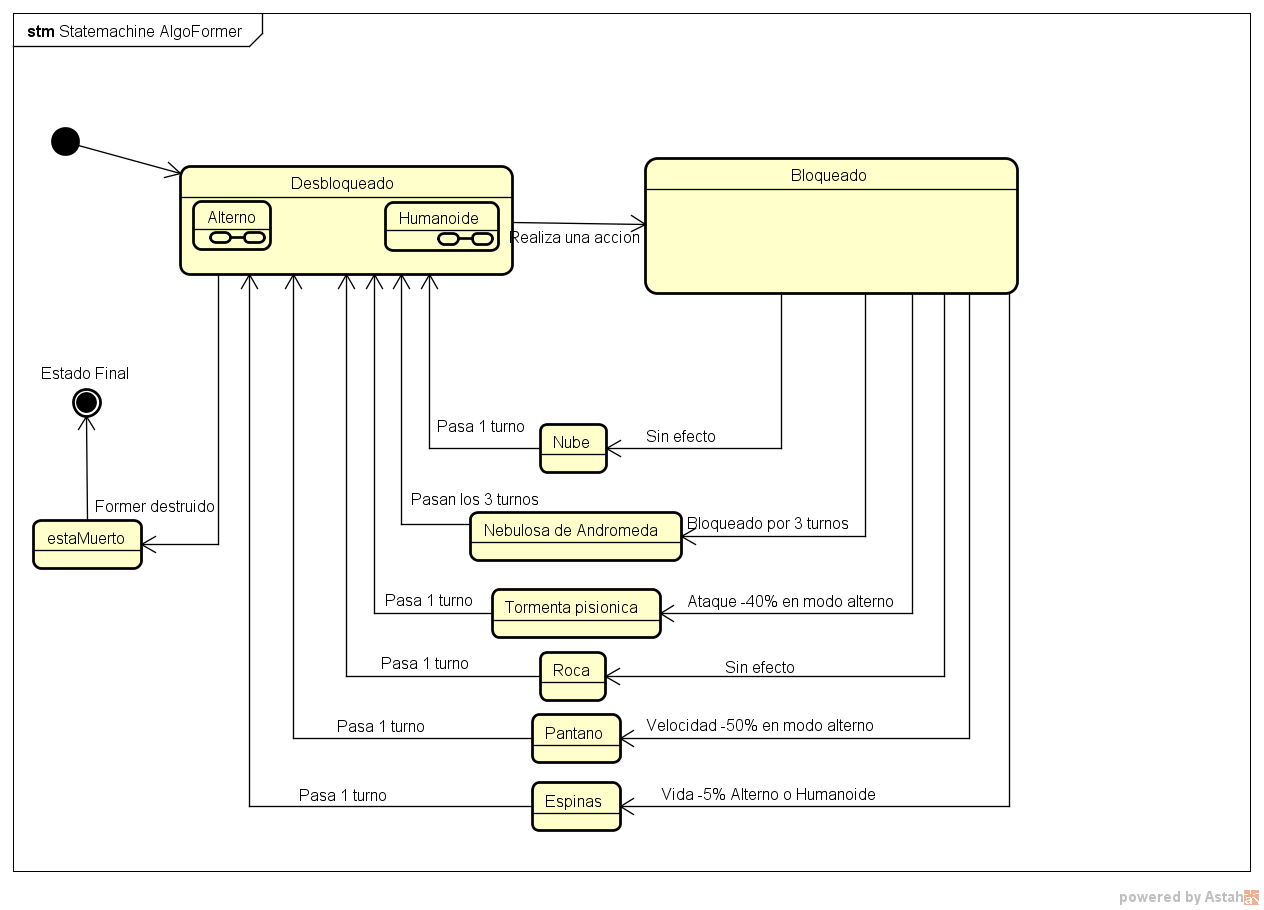 stm Statemachine AlgoFormer
Desbloqueado
Bloqueado
Alterno
Humanoide
Realiza una accion
Estado Final
Pasa 1 turno
Nube
Sin efecto
Pasan los 3 turnos
Former destruido
Nebulosa de Andromeda
Bloqueado por 3 turnos
estaMuerto
Pasa 1 turno
Tormenta pisionica
Ataque -40% en modo alterno
Pasa 1 turno
Roca
Sin efecto
Pasa 1 turno
Pantano
Velocidad -50% en modo alterno
Pasa 1 turno
Espinas
Vida -5% Alterno o Humanoide
powered by Astah